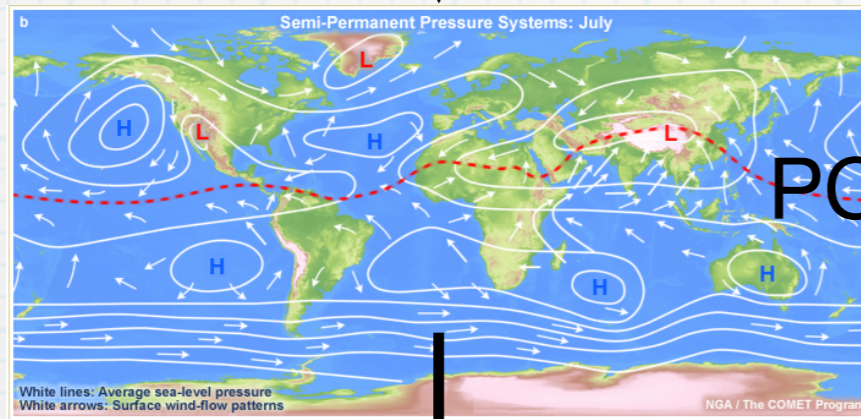 b
Semi-Permanent Pressure Systems: July
L
H
L
H
L
PC
H
H
H
White lines: Average sea-level pressure
White arrows: Surface wind-flow patterns
NGA / The COMET Program